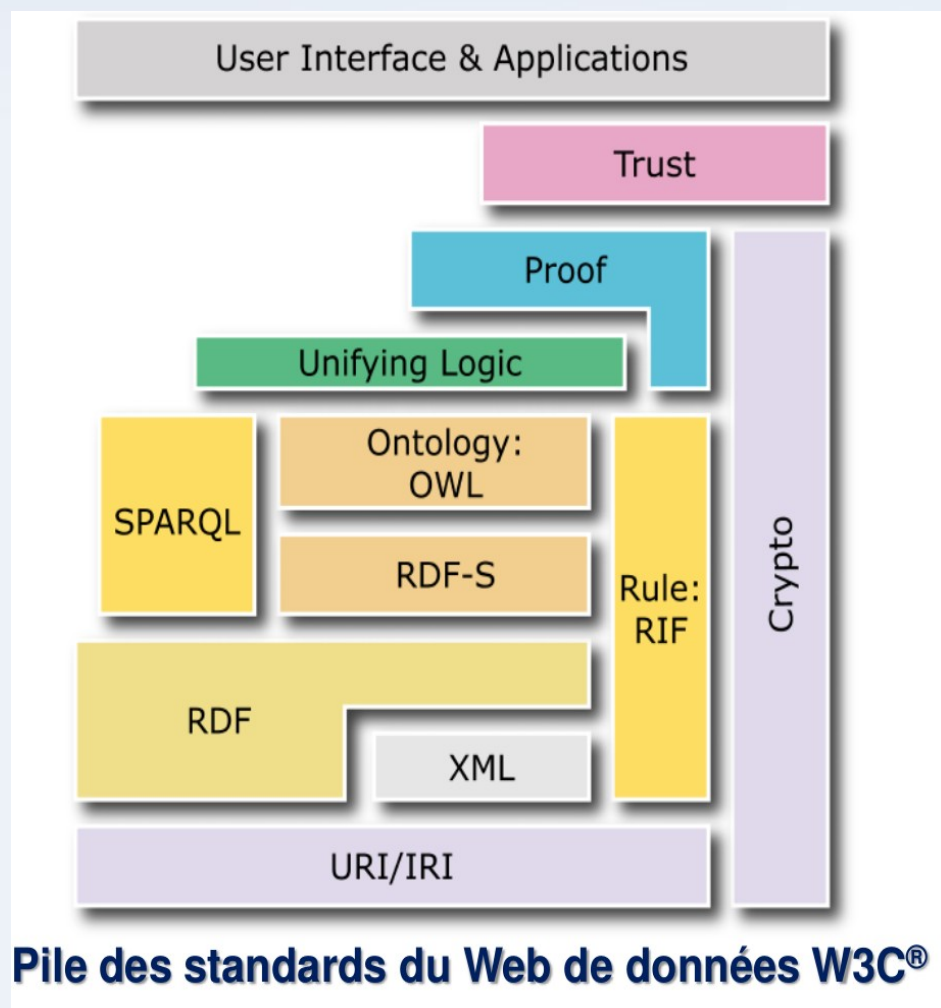 User Interface & Applications
Trust
Proof
Unifying Logic
Ontology:
OWL
SPARQL
RDF-S
Rule:
RIF
Crypto
RDF
XML
URI/IRI
Pile des standards du Web de données W3C®